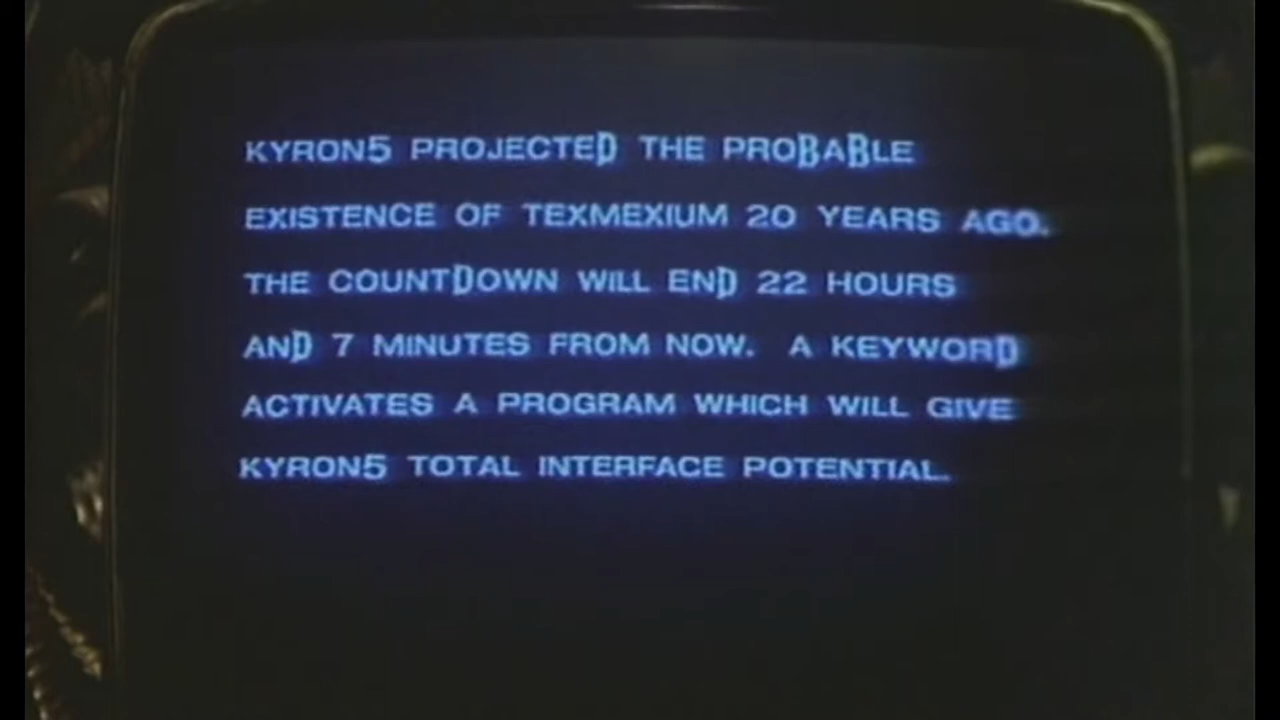 KYRON5 PROJECTED THE PROBABLE
EXISTENCE OF TEXMEXIUM 20 YEARS AGO.
THE COUNTDOWN WILL END 22 HOURS
AND 7 MINUTES FROM NOW. A KEYWORD
ACTIVATES A PROGRAM WHICH WILL GIVE
KYRON5 TOTAL INTERFACE POTENTIAL.